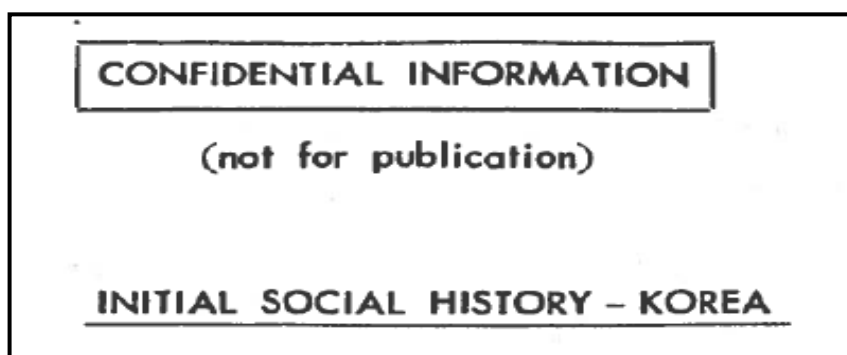 CONFIDENTIAL INFORMATION
(not for publication)
INITIAL SOCIAL HISTORY – KOREA